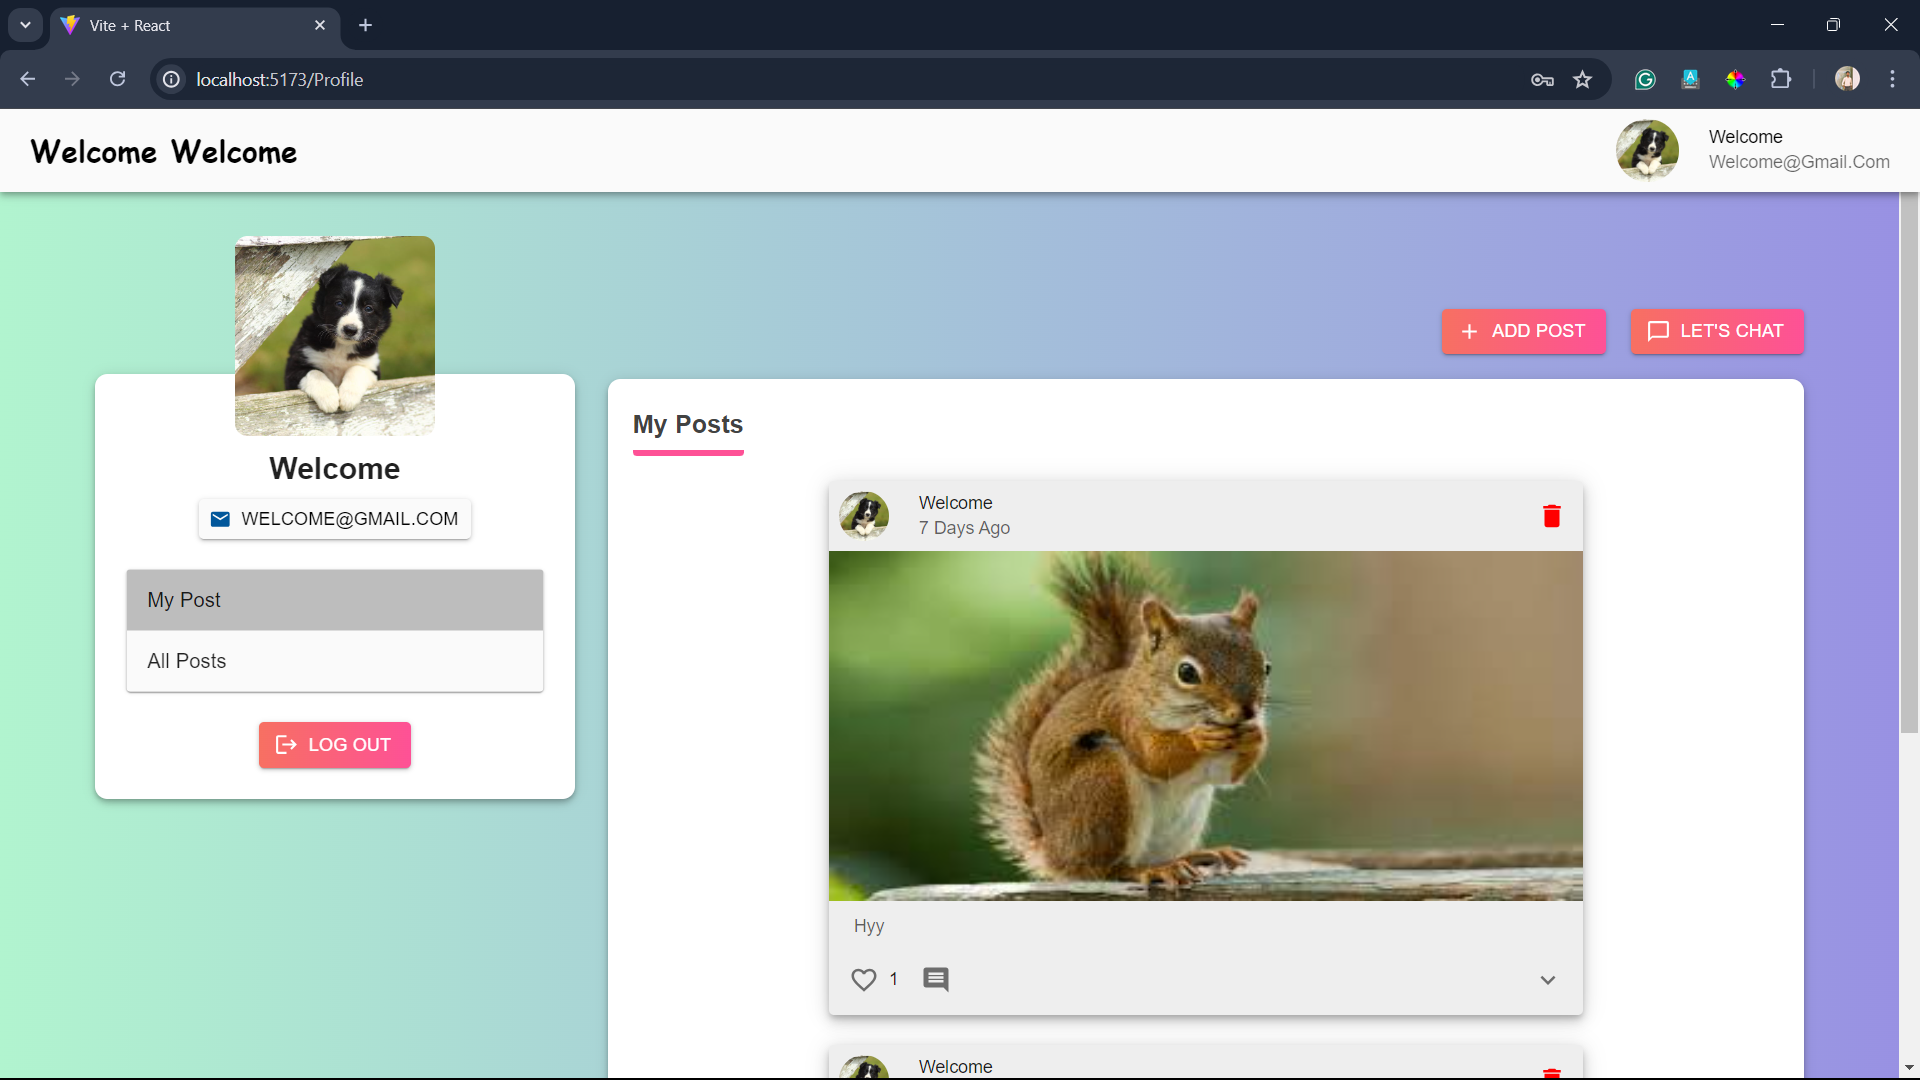 Vite + React
localhost:5173/Profile
Welcome Welcome
Welcome
Welcome@Gmail.Com
ADD POST
LET'S CHAT
Welcome
WELCOME@GMAIL.COM
My Post
All Posts
LOG OUT
My Posts
Welcome
7 Days Ago
Hyy
1
Welcome